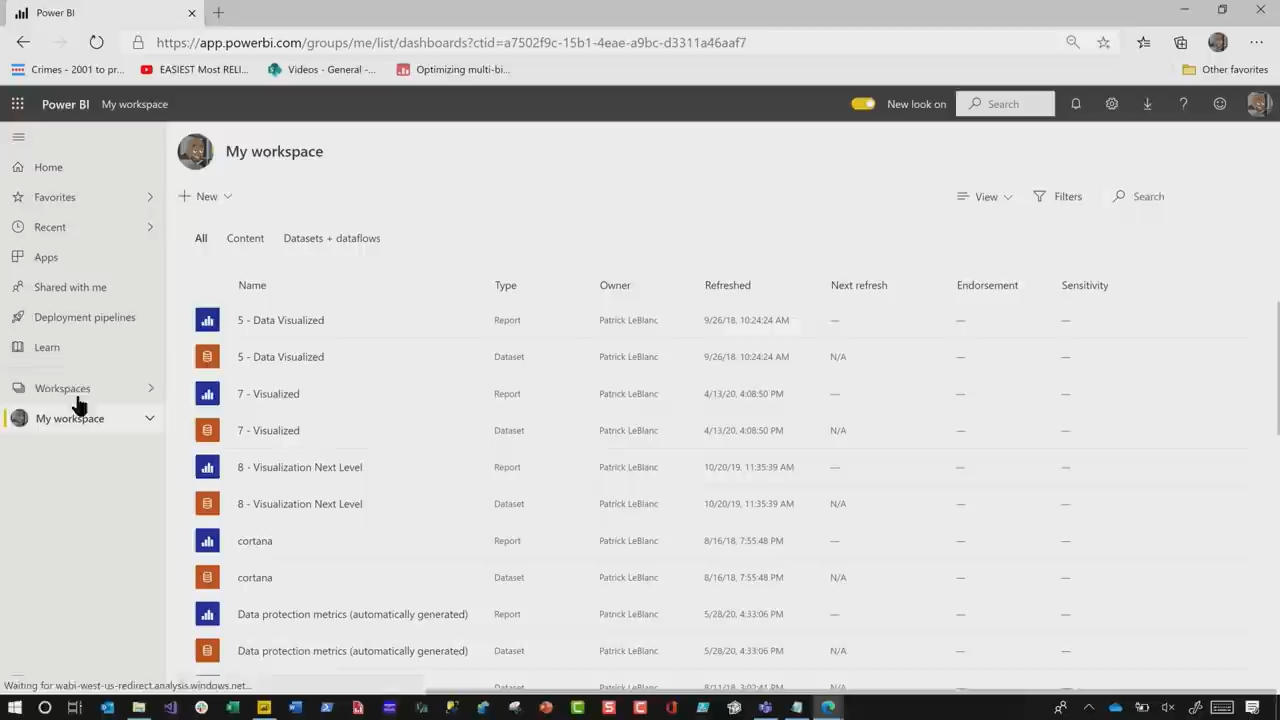 Power BI
https://app.powerbi.com/groups/me/list/dashboards?ctid=a7502f9c-15b1-4eae-a9bc-d3311a46aaf7
Crimes - 2001 to pr... EASIEST Most RELI... Videos - General -... Optimizing multi-bi... Other favorites
Power BI My workspace New look on Search
My workspace
Home
Favorites
Recent
Apps
Shared with me
Deployment pipelines
Learn
Workspaces
My workspace
New View Filters Search
All Content Datasets + dataflows
Name Type Owner Refreshed Next refresh Endorsement Sensitivity
5 - Data Visualized Report Patrick LeBlanc 9/26/18, 10:24:24 AM — — —
5 - Data Visualized Dataset Patrick LeBlanc 9/26/18, 10:24:24 AM N/A — —
7 - Visualized Report Patrick LeBlanc 4/13/20, 4:08:50 PM — — —
7 - Visualized Dataset Patrick LeBlanc 4/13/20, 4:08:50 PM N/A — —
8 - Visualization Next Level Report Patrick LeBlanc 10/20/19, 11:35:39 AM — — —
8 - Visualization Next Level Dataset Patrick LeBlanc 10/20/19, 11:35:39 AM N/A — —
cortana Report Patrick LeBlanc 8/16/18, 7:55:48 PM — — —
cortana Dataset Patrick LeBlanc 8/16/18, 7:55:48 PM N/A — —
Data protection metrics (automatically generated) Report Patrick LeBlanc 5/28/20, 4:33:06 PM — — —
Data protection metrics (automatically generated) Dataset Patrick LeBlanc 5/28/20, 4:33:06 PM N/A — —
Dataset Patrick LeBlanc 8/11/18, 3:02:41 PM N/A — —
Waiting for wabi-west-us-redirect.analysis.windows.net...